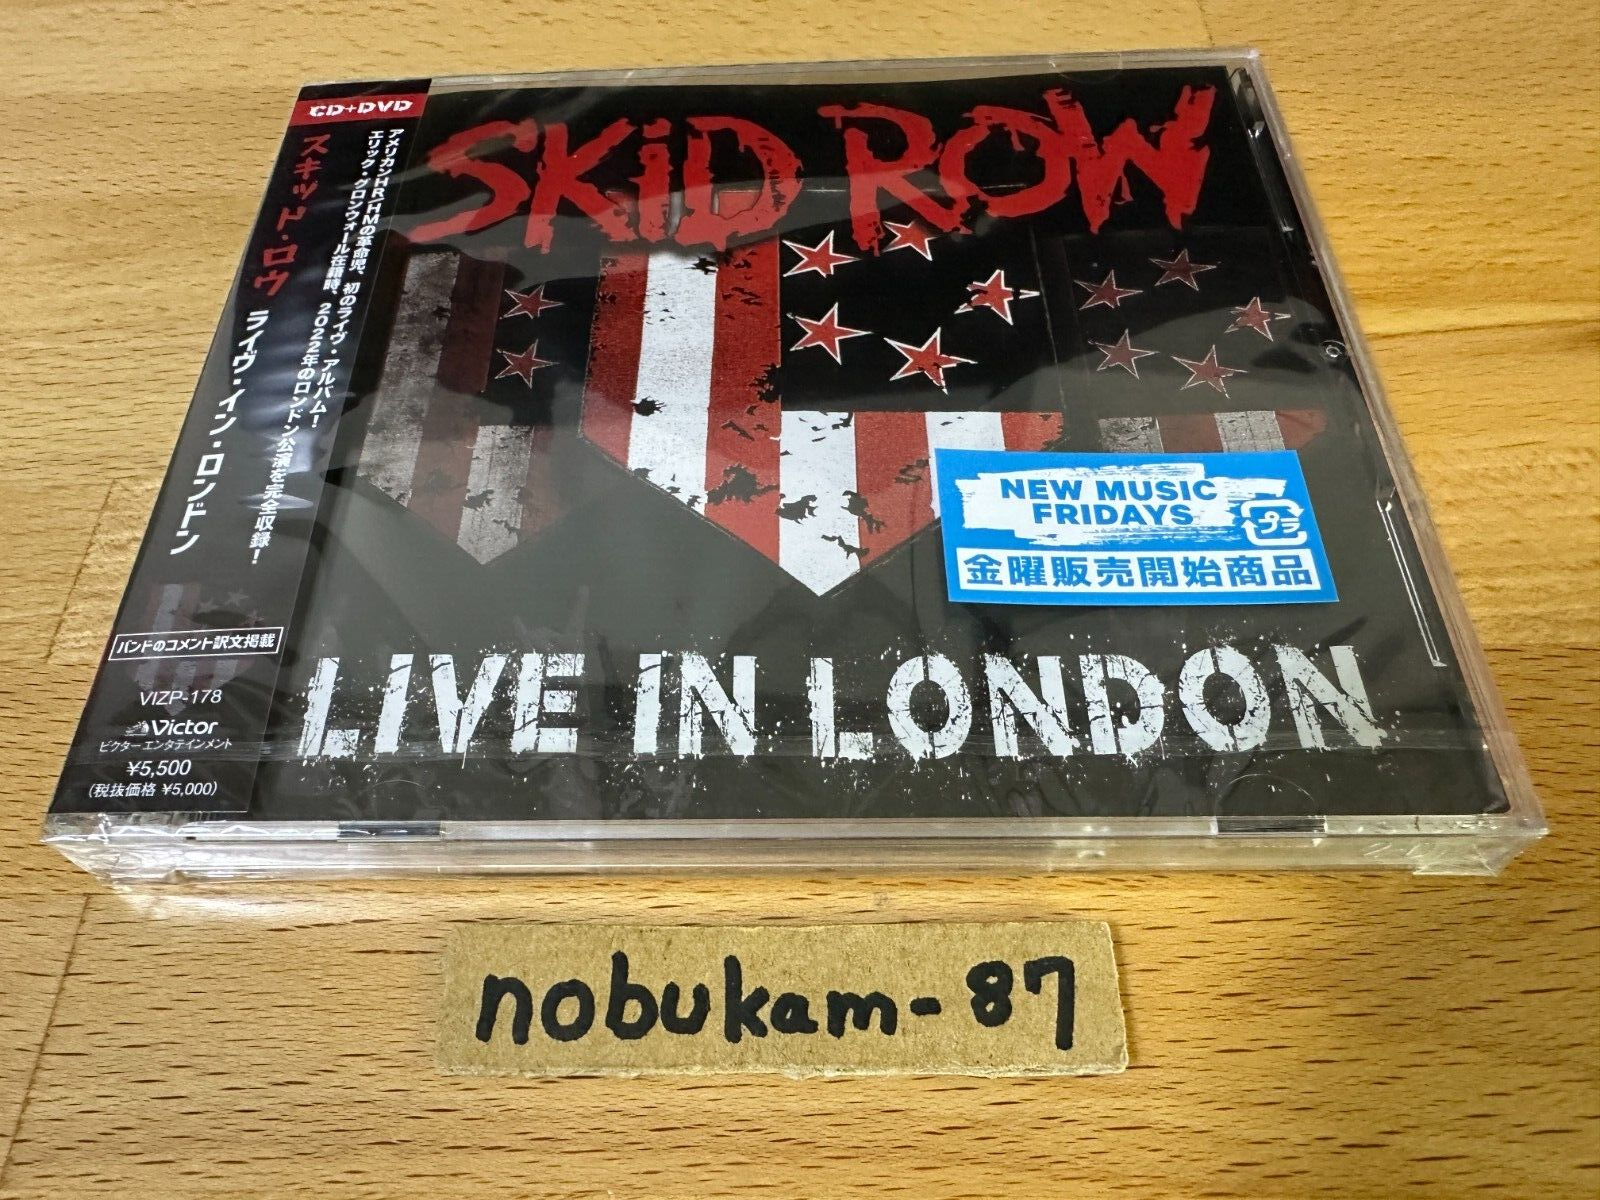 CD+DVD
スキッド・ロウ ライヴ・イン・ロンドン
アメリカンHR/HMの革命児、初のライヴ・アルバム!
エリック・グロンウォール在籍時、2022年のロンドン公演を完全収録!
バンドのコメント訳文掲載
VIZP-178
Victor
ビクターエンタテインメント
¥5,500
(税抜価格 ¥5,000)
SKID ROW
NEW MUSIC
FRIDAYS
プラ
金曜販売開始商品
LIVE IN LONDON
nobukam-87